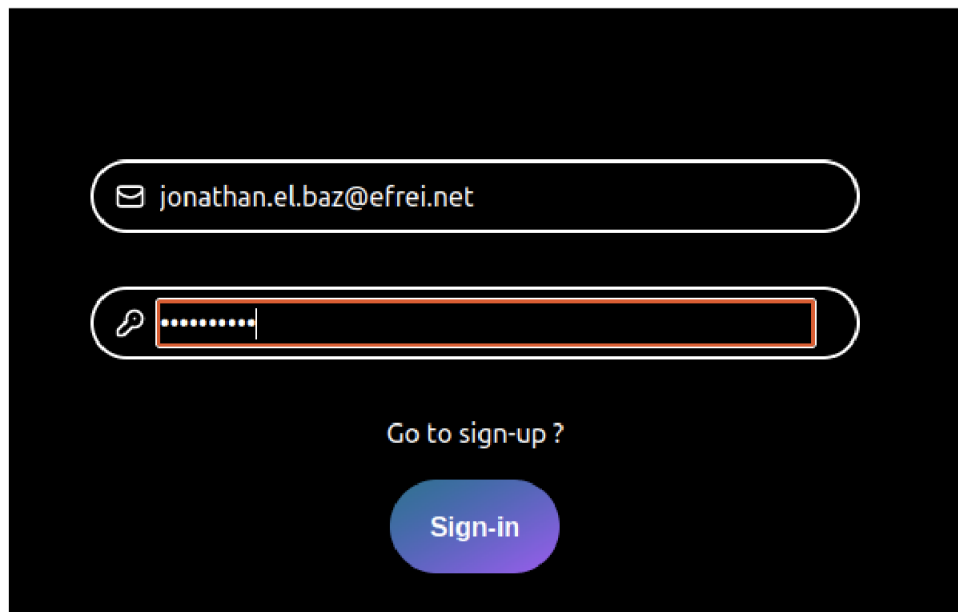 jonathan.el.baz@efrei.net
••••••••••
Go to sign-up ?
Sign-in